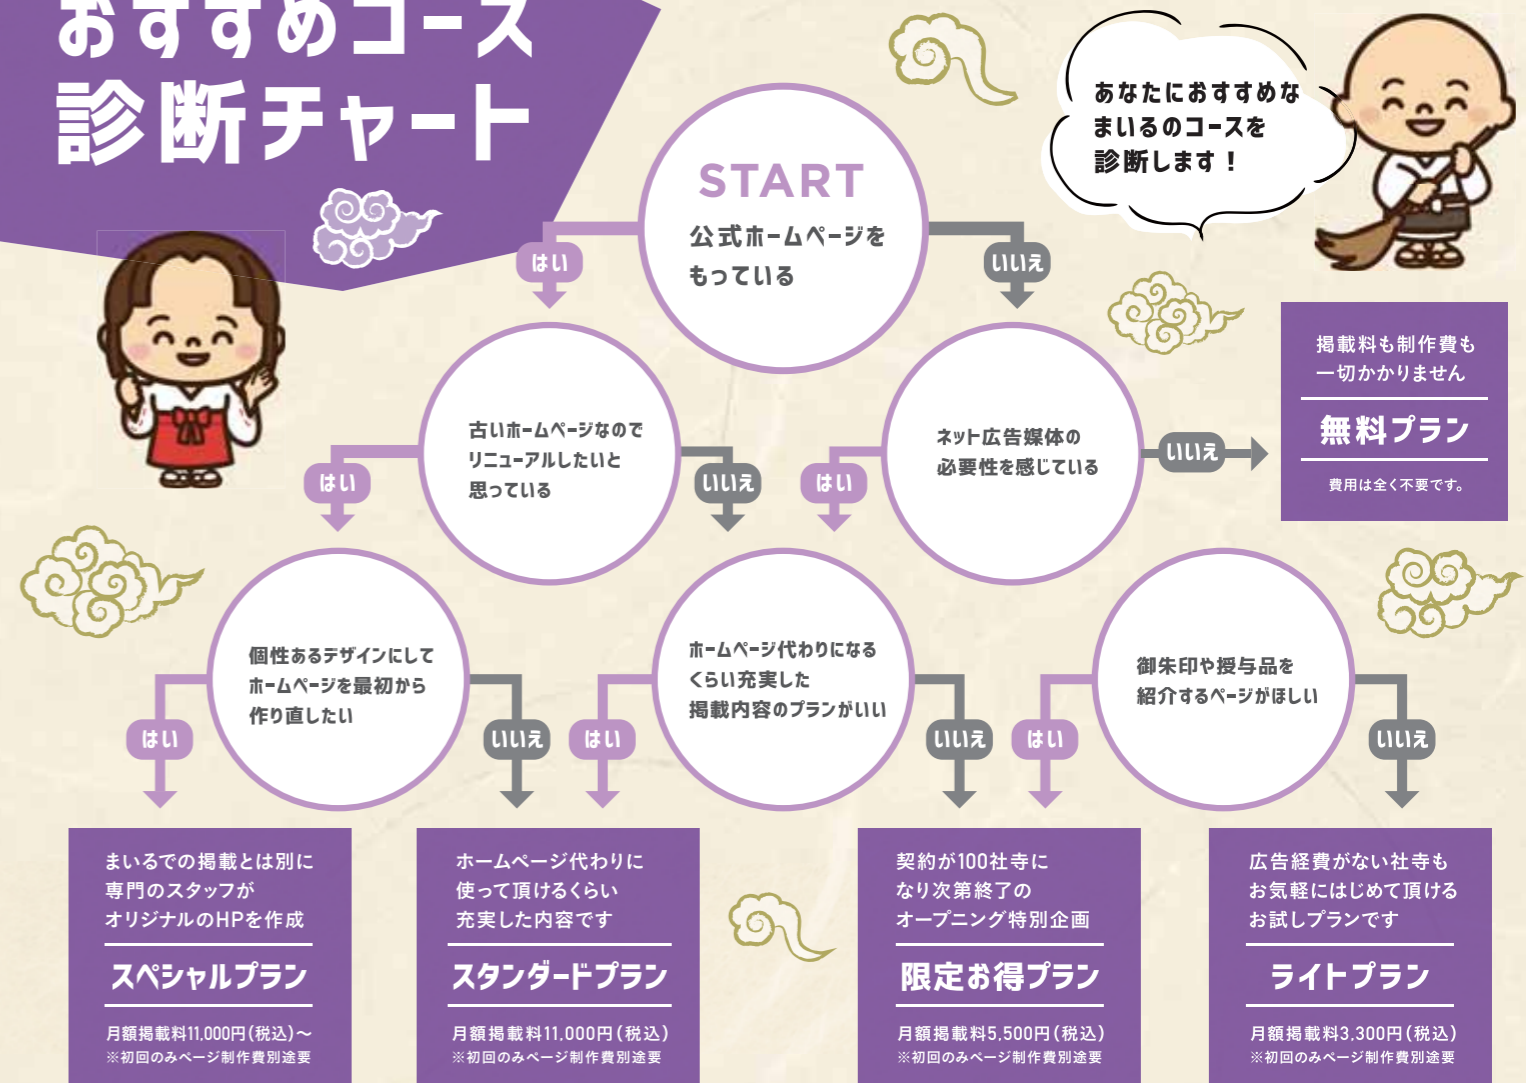 おすすめコース
診断チャート
あなたにおすすめな
まいるのコースを
診断します！
START
公式ホームページを
もっている
はい
いいえ
古いホームページなので
リニューアルしたいと
思っている
はい
いいえ
ネット広告媒体の
必要性を感じている
はい
いいえ
掲載料も制作費も
一切かかりません
無料プラン
費用は全く不要です。
個性あるデザインにして
ホームページを最初から
作り直したい
はい
いいえ
ホームページ代わりになる
くらい充実した
掲載内容のプランがいい
はい
いいえ
御朱印や授与品を
紹介するページがほしい
はい
いいえ
まいるでの掲載とは別に
専門のスタッフが
オリジナルのHPを作成
スペシャルプラン
月額掲載料11,000円(税込)〜
※初回のみページ制作費別途要
ホームページ代わりに
使って頂けるくらい
充実した内容です
スタンダードプラン
月額掲載料11,000円(税込)
※初回のみページ制作費別途要
契約が100社寺に
なり次第終了の
オープニング特別企画
限定お得プラン
月額掲載料5,500円(税込)
※初回のみページ制作費別途要
広告経費がない社寺も
お気軽にはじめて頂ける
お試しプランです
ライトプラン
月額掲載料3,300円(税込)
※初回のみページ制作費別途要